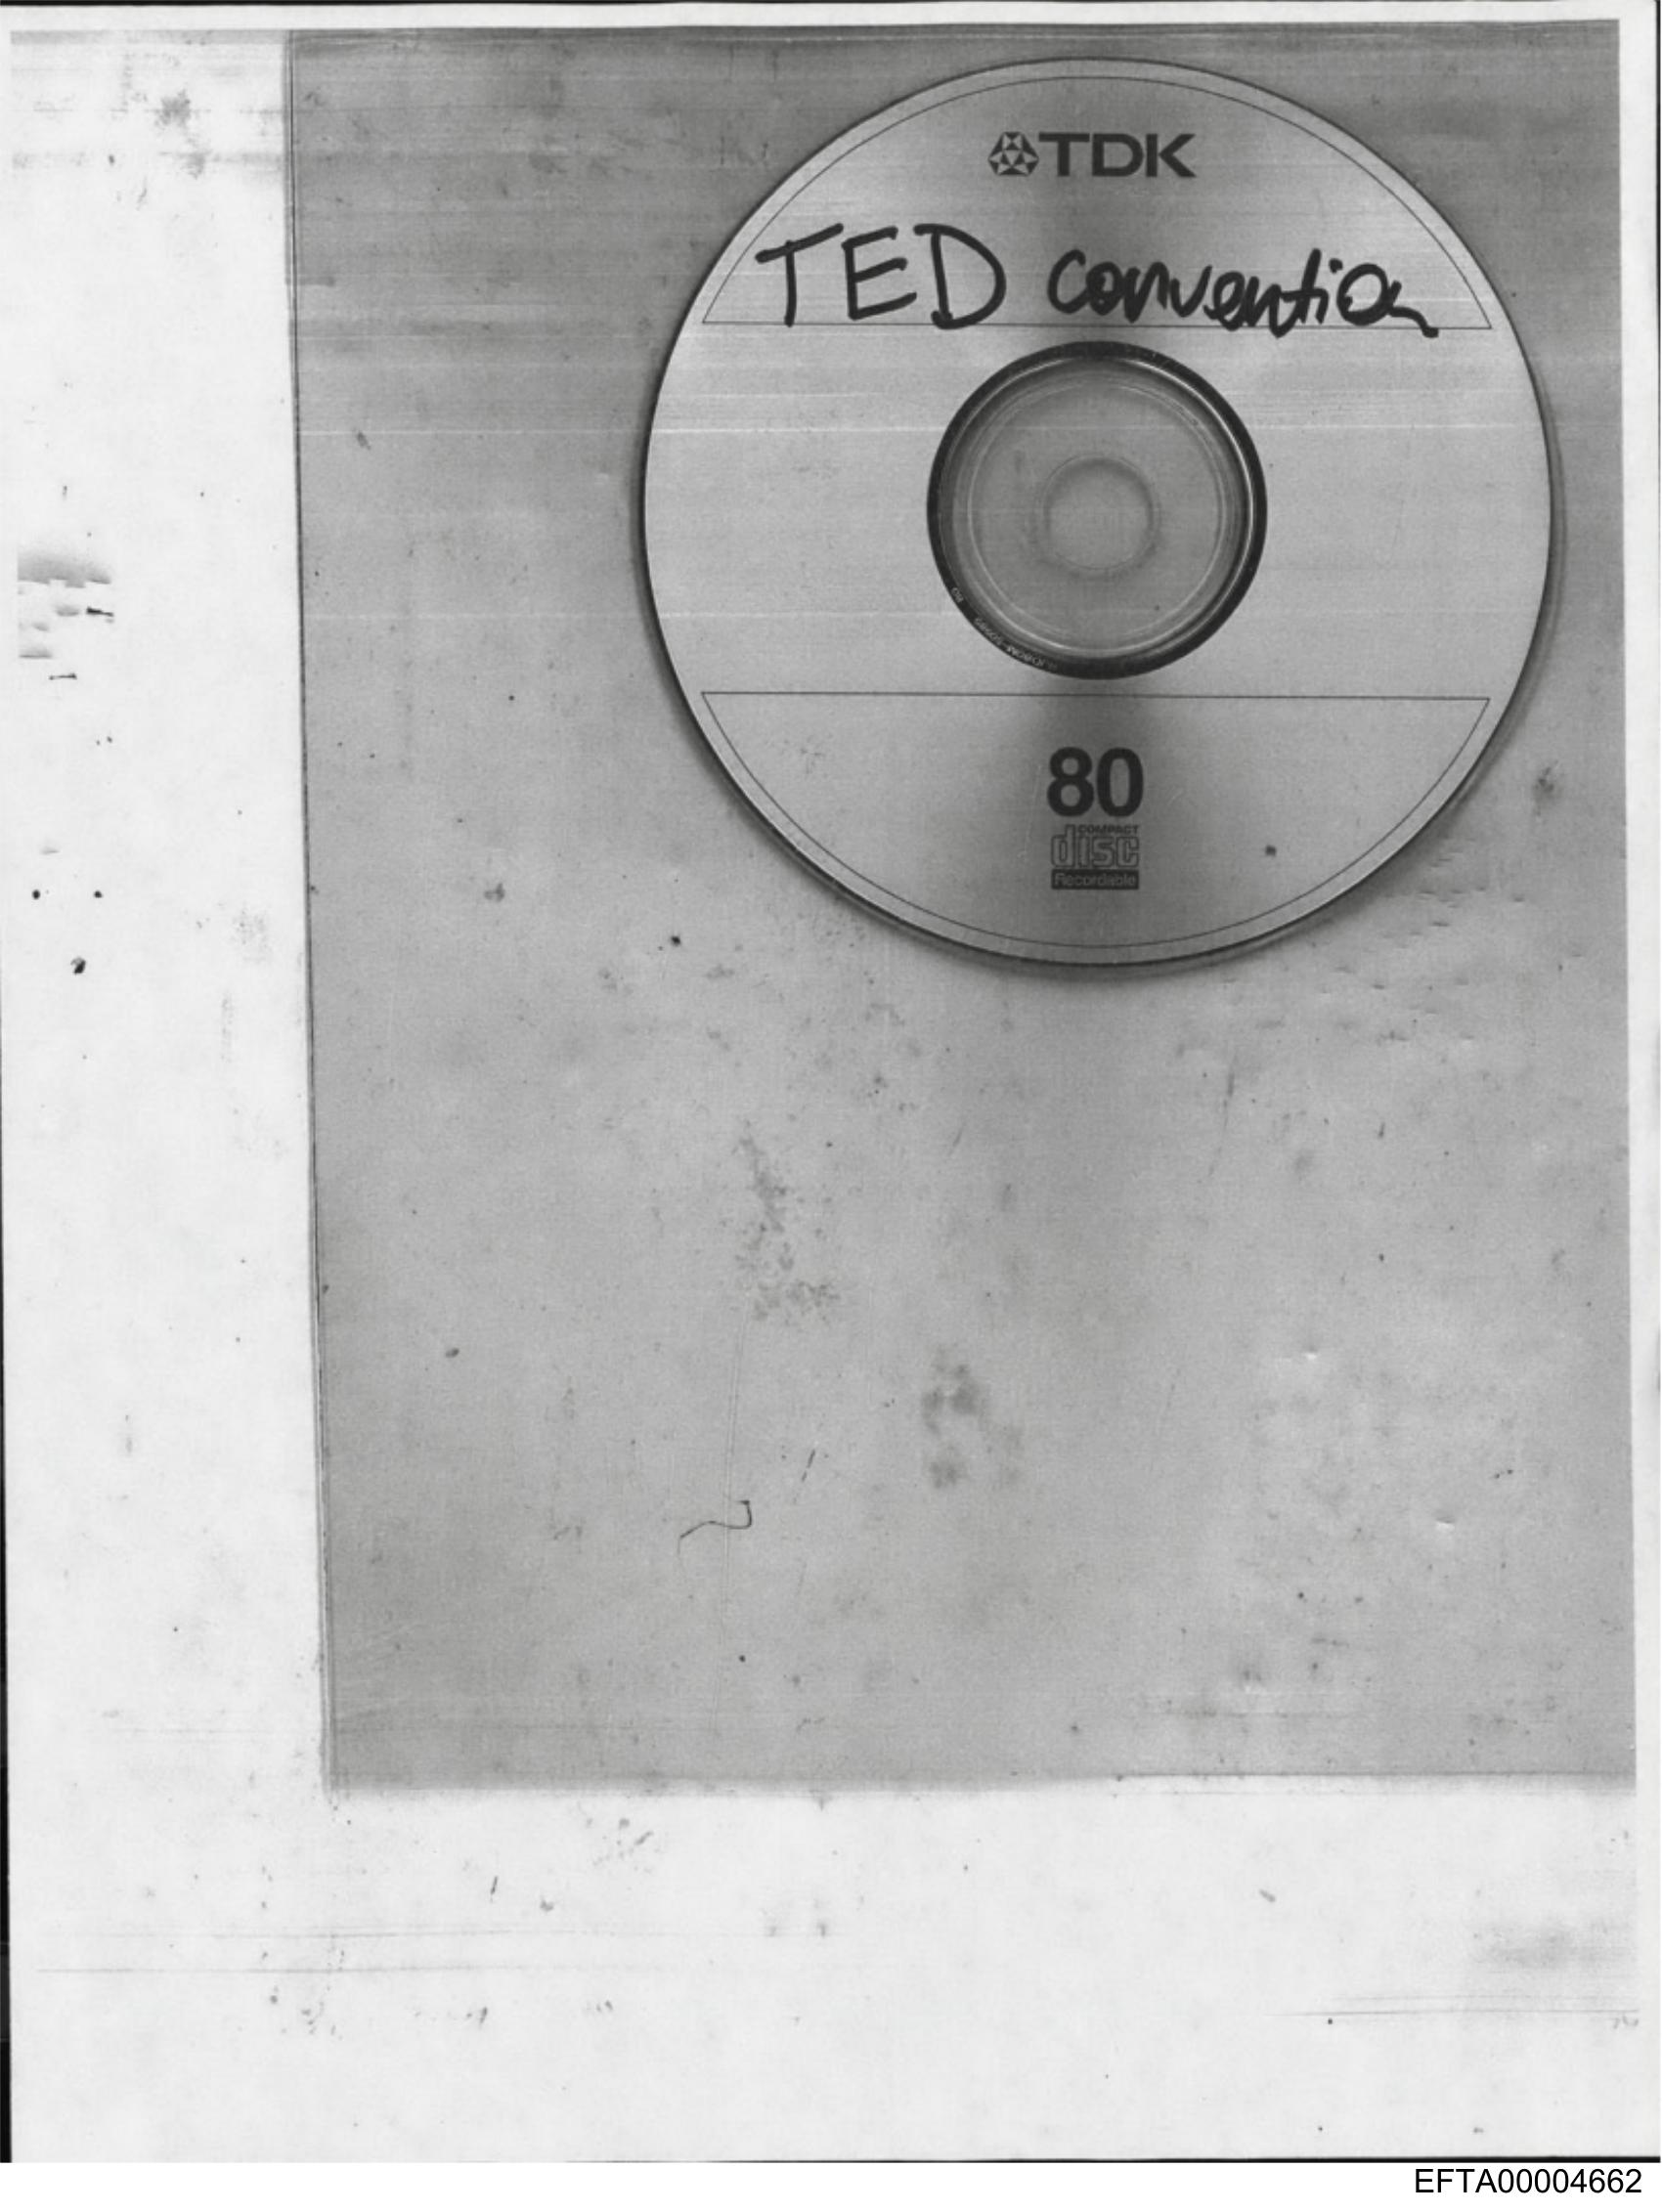 TDK
TED convention
80
COMPACT
disc
Recordable
EFTA00004662